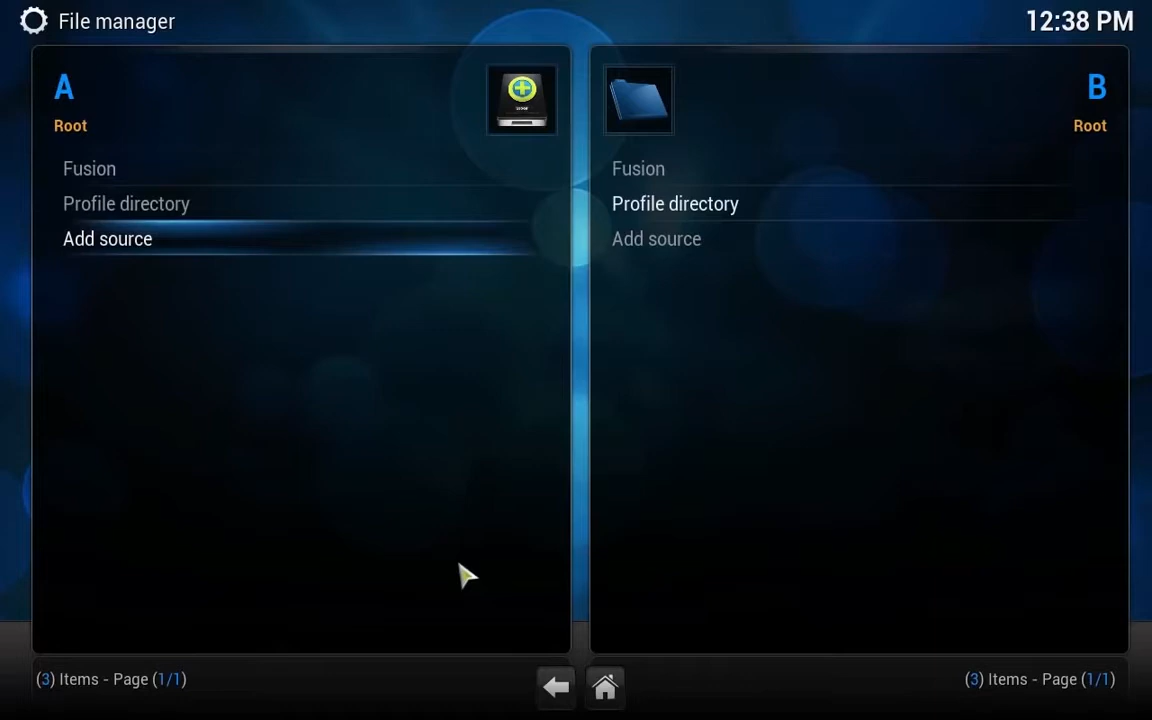 File manager
12:38 PM
A
Root
Fusion
Profile directory
Add source
(3) Items - Page (1/1)
B
Root
Fusion
Profile directory
Add source
(3) Items - Page (1/1)